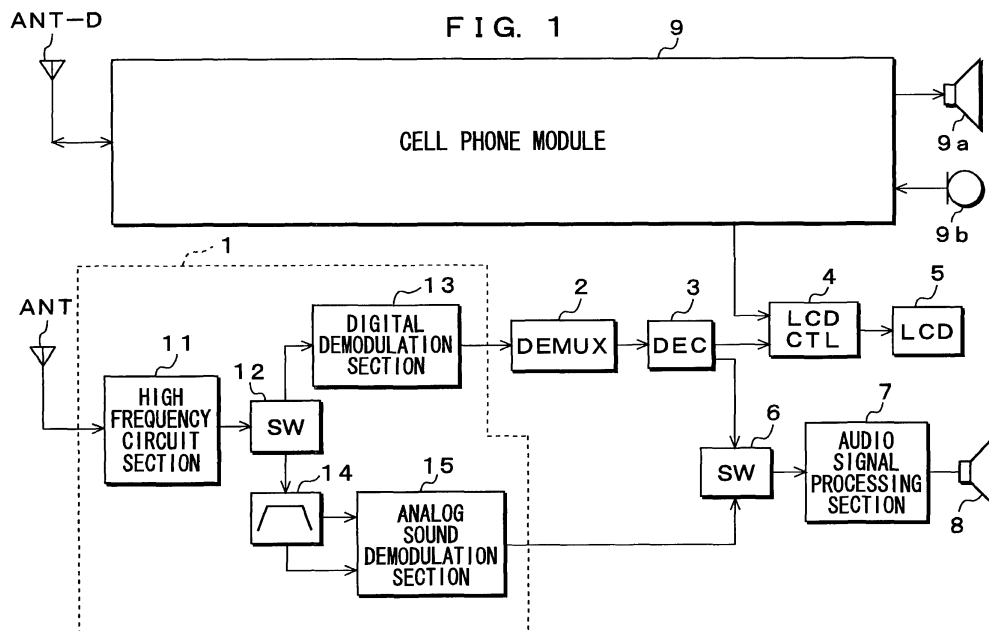 ANT-D
FIG. 1
9
CELL PHONE MODULE
9a
9b
1
ANT
11
HIGH
FREQUENCY
CIRCUIT
SECTION
12
SW
13
DIGITAL
DEMODULATION
SECTION
14
15
ANALOG
SOUND
DEMODULATION
SECTION
2
DEMUX
3
DEC
4
LCD
CTL
5
LCD
6
SW
7
AUDIO
SIGNAL
PROCESSING
SECTION
8